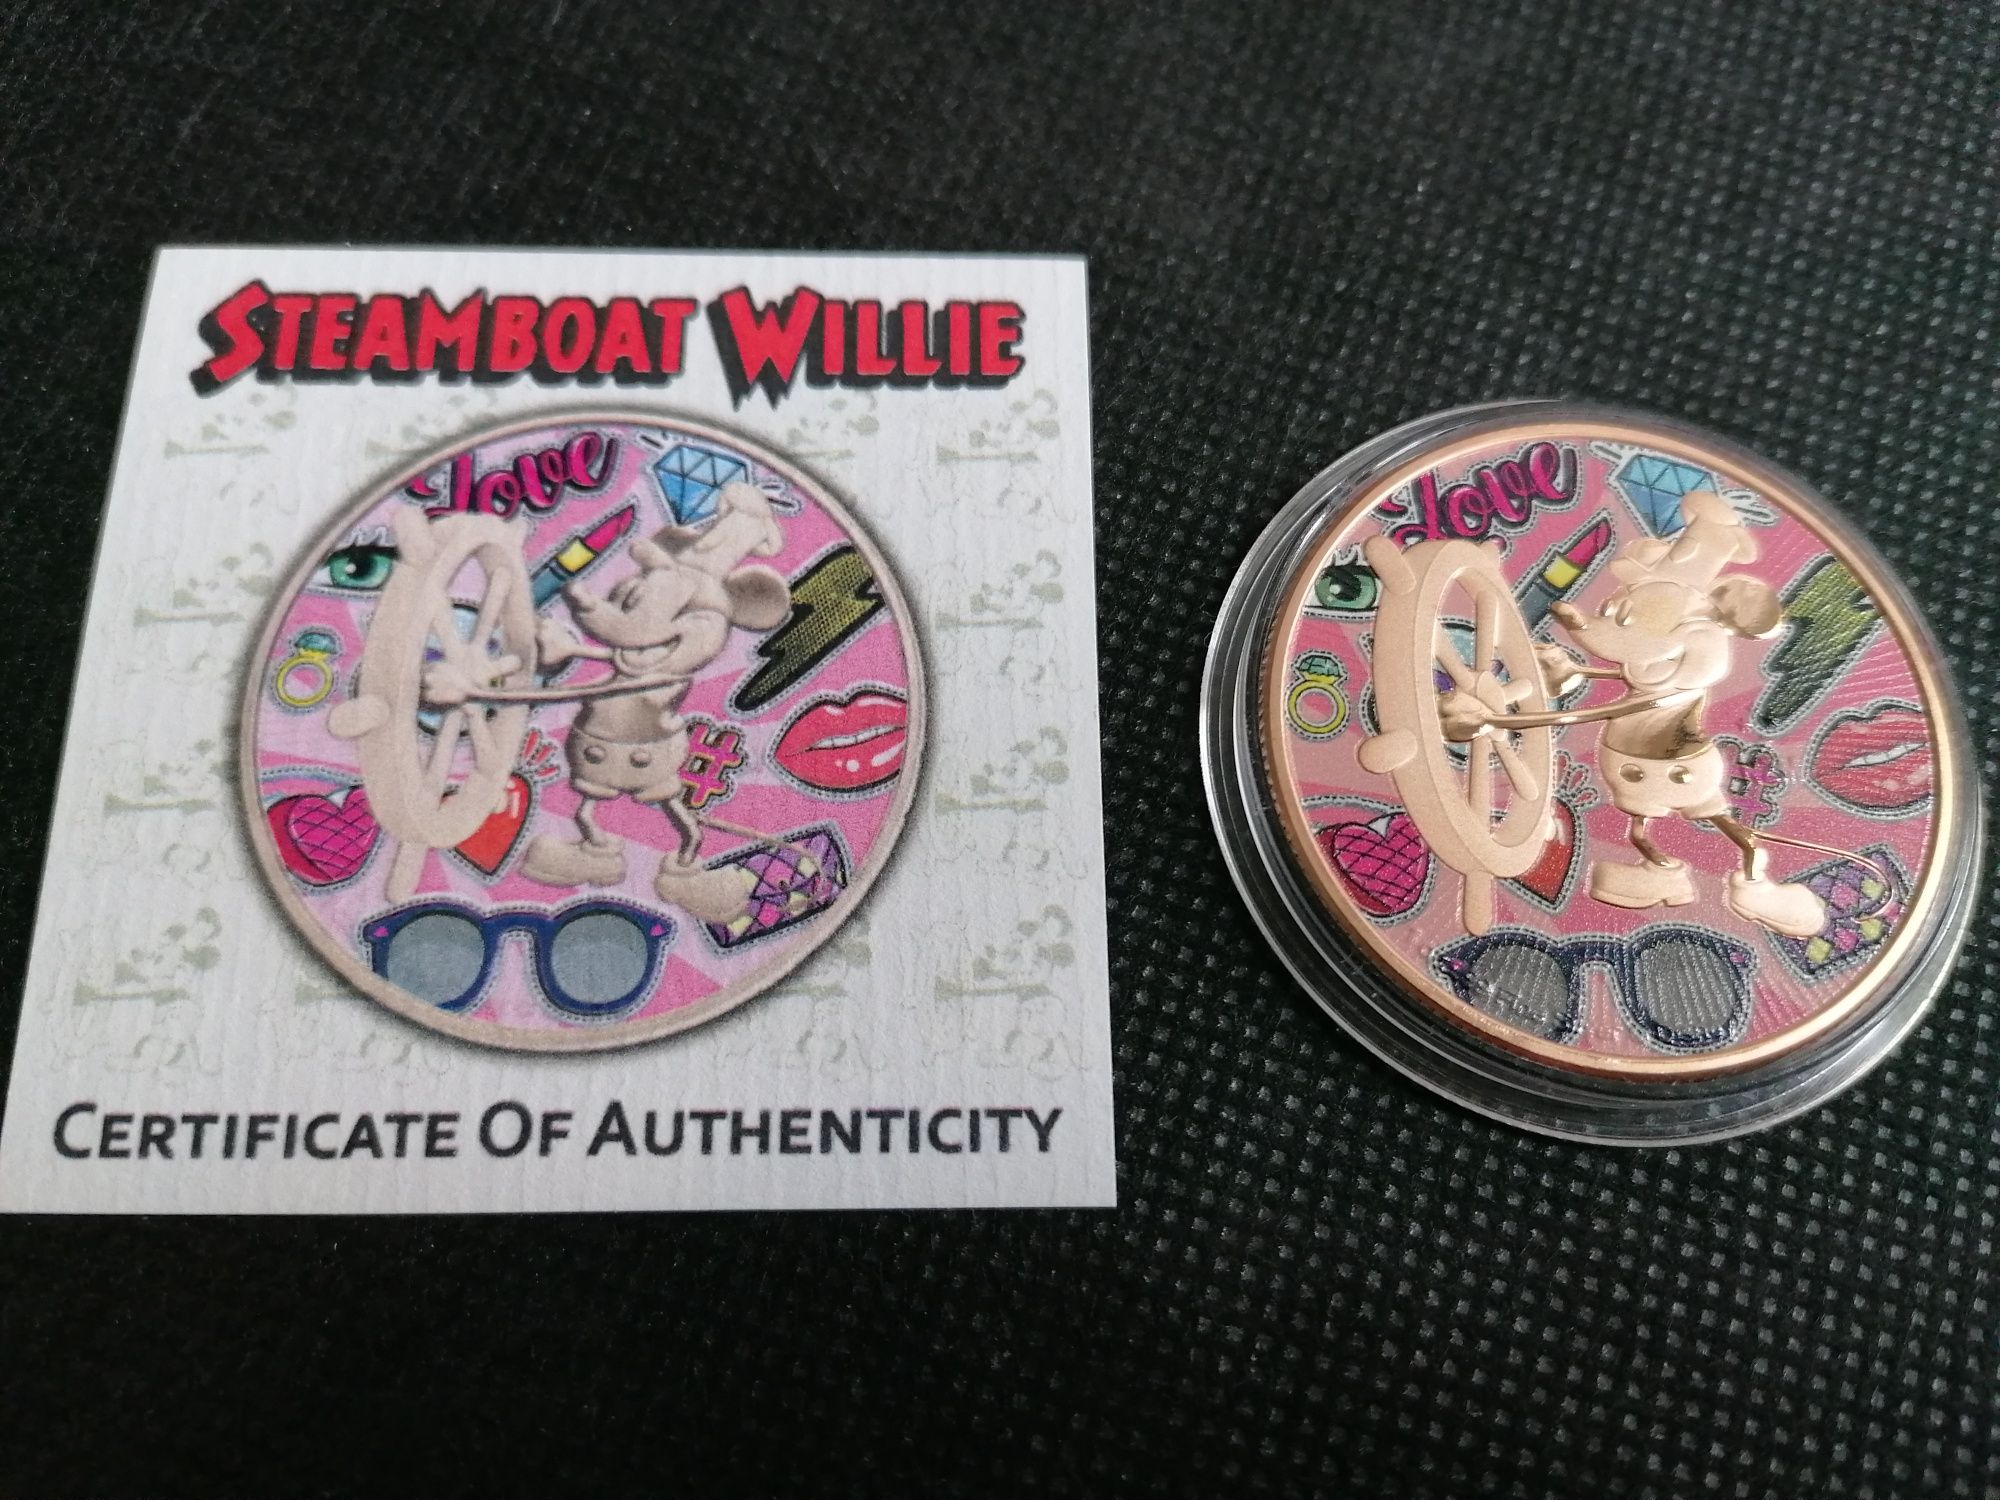 STEAMBOAT WILLIE
Love
#
CERTIFICATE OF AUTHENTICITY
Love
#